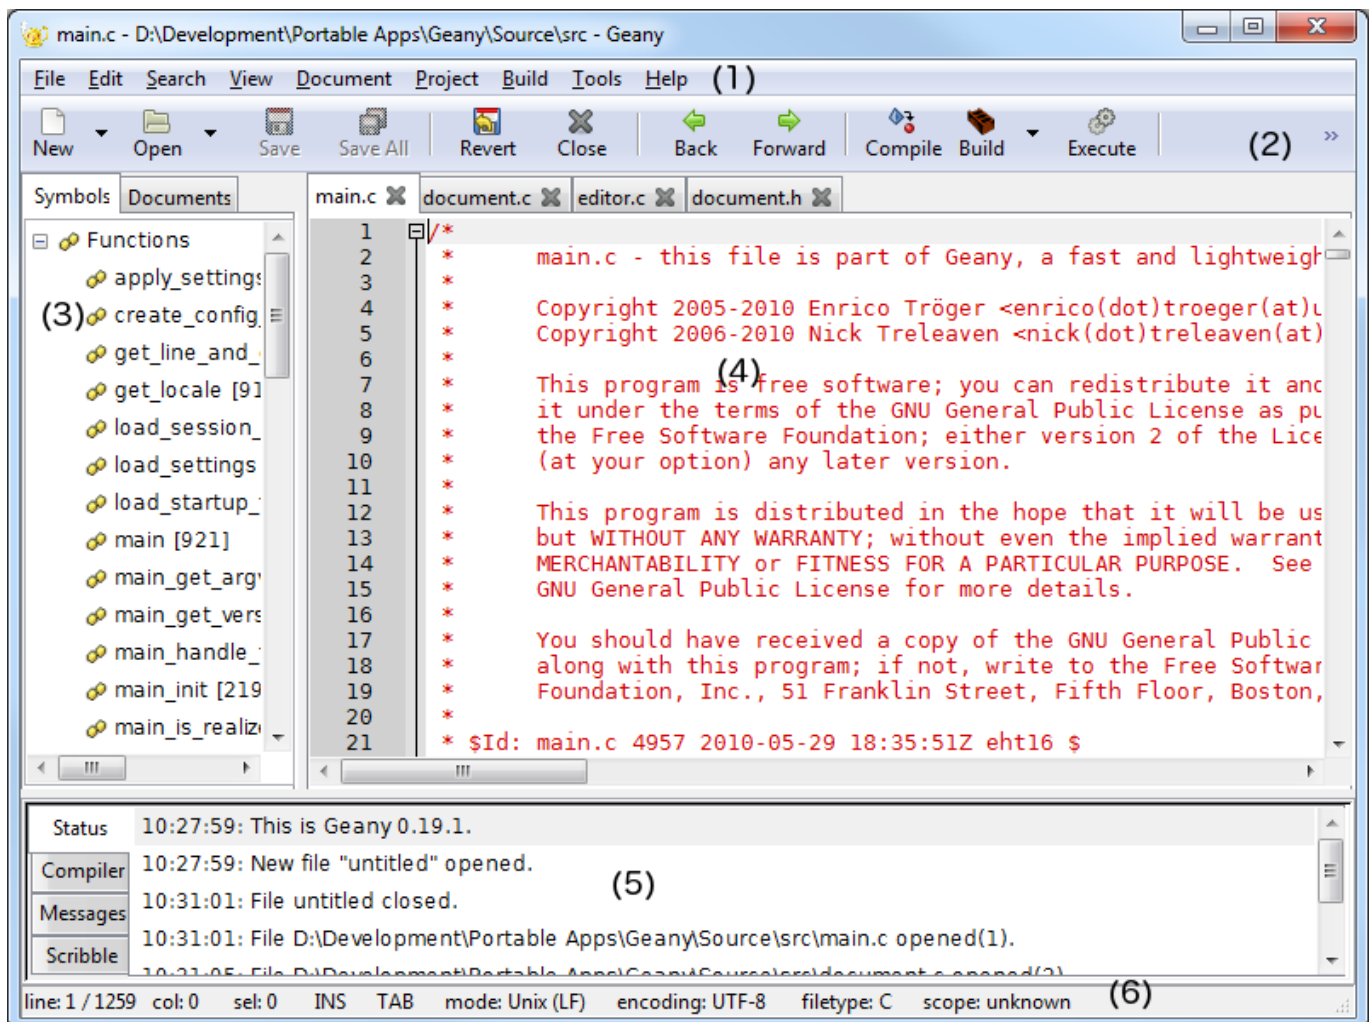 main.c - D:\Development\Portable Apps\Geany\Source\src - Geany
File Edit Search View Document Project Build Tools Help (1)
New Open Save Save All Revert Close Back Forward Compile Build Execute (2) »
Symbols Documents
main.c document.c editor.c document.h
Functions
apply_settings
(3) create_config_
get_line_and_
get_locale [91
load_session_
load_settings
load_startup_
main [921]
main_get_arg
main_get_vers
main_handle_
main_init [219
main_is_realiz
1 /*
2 * main.c - this file is part of Geany, a fast and lightweigh
3 *
4 * Copyright 2005-2010 Enrico Tröger <enrico(dot)troeger(at)u
5 * Copyright 2006-2010 Nick Treleaven <nick(dot)treleaven(at)
6 *
(4)
7 * This program is free software; you can redistribute it and
8 * it under the terms of the GNU General Public License as pu
9 * the Free Software Foundation; either version 2 of the Lice
10 * (at your option) any later version.
11 *
12 * This program is distributed in the hope that it will be us
13 * but WITHOUT ANY WARRANTY; without even the implied warrant
14 * MERCHANTABILITY or FITNESS FOR A PARTICULAR PURPOSE.  See
15 * GNU General Public License for more details.
16 *
17 * You should have received a copy of the GNU General Public
18 * along with this program; if not, write to the Free Softwar
19 * Foundation, Inc., 51 Franklin Street, Fifth Floor, Boston,
20 *
21 * $Id: main.c 4957 2010-05-29 18:35:51Z eht16 $
Status
Compiler
Messages
Scribble
10:27:59: This is Geany 0.19.1.
10:27:59: New file "untitled" opened.
(5)
10:31:01: File untitled closed.
10:31:01: File D:\Development\Portable Apps\Geany\Source\src\main.c opened(1).
10:31:05: File D:\Development\Portable Apps\Geany\Source\src\document.c opened(2).
line: 1 / 1259 col: 0 sel: 0 INS TAB mode: Unix (LF) encoding: UTF-8 filetype: C scope: unknown (6)